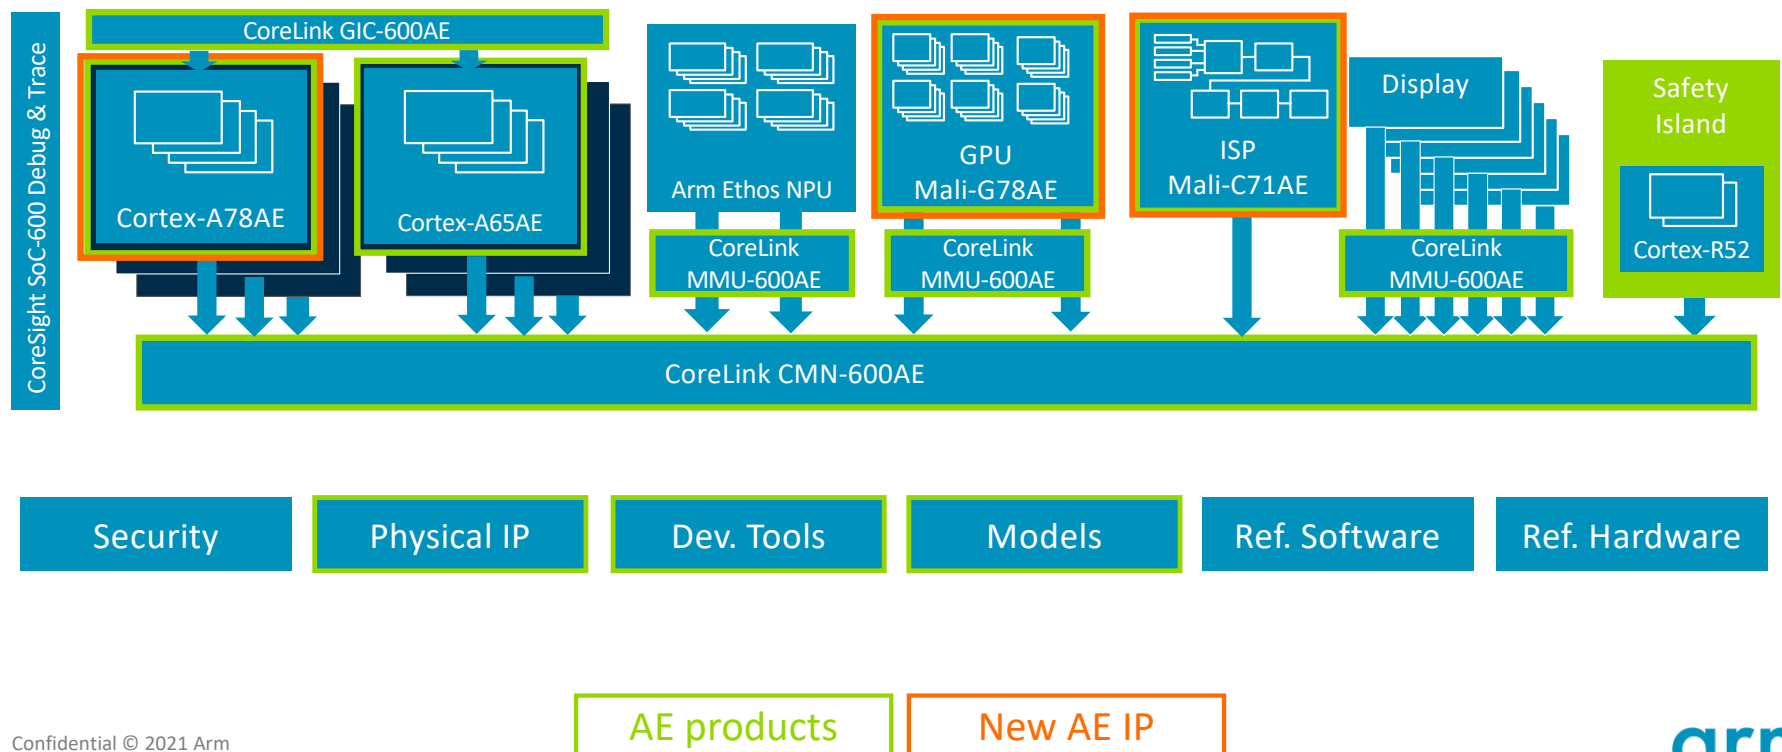 CoreSight SoC-600 Debug & Trace
CoreLink GIC-600AE
Cortex-A78AE
Cortex-A65AE
Arm Ethos NPU
GPU
Mali-G78AE
ISP
Mali-C71AE
Display
Safety
Island
Cortex-R52
CoreLink
MMU-600AE
CoreLink
MMU-600AE
CoreLink
MMU-600AE
CoreLink CMN-600AE
Security
Physical IP
Dev. Tools
Models
Ref. Software
Ref. Hardware
AE products
New AE IP
Confidential © 2021 Arm
arm